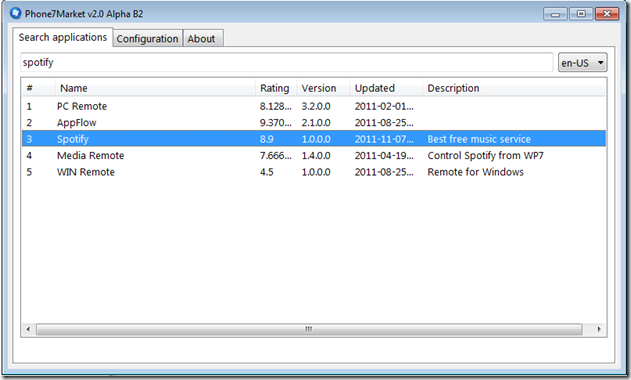 Phone7Market v2.0 Alpha B2
Search applications Configuration About
spotify en-US
# Name Rating Version Updated Description
1 PC Remote 8.128... 3.2.0.0 2011-02-01...
2 AppFlow 9.370... 2.1.0.0 2011-08-25...
3 Spotify 8.9 1.0.0.0 2011-11-07... Best free music service
4 Media Remote 7.666... 1.4.0.0 2011-04-19... Control Spotify from WP7
5 WIN Remote 4.5 1.0.0.0 2011-08-25... Remote for Windows